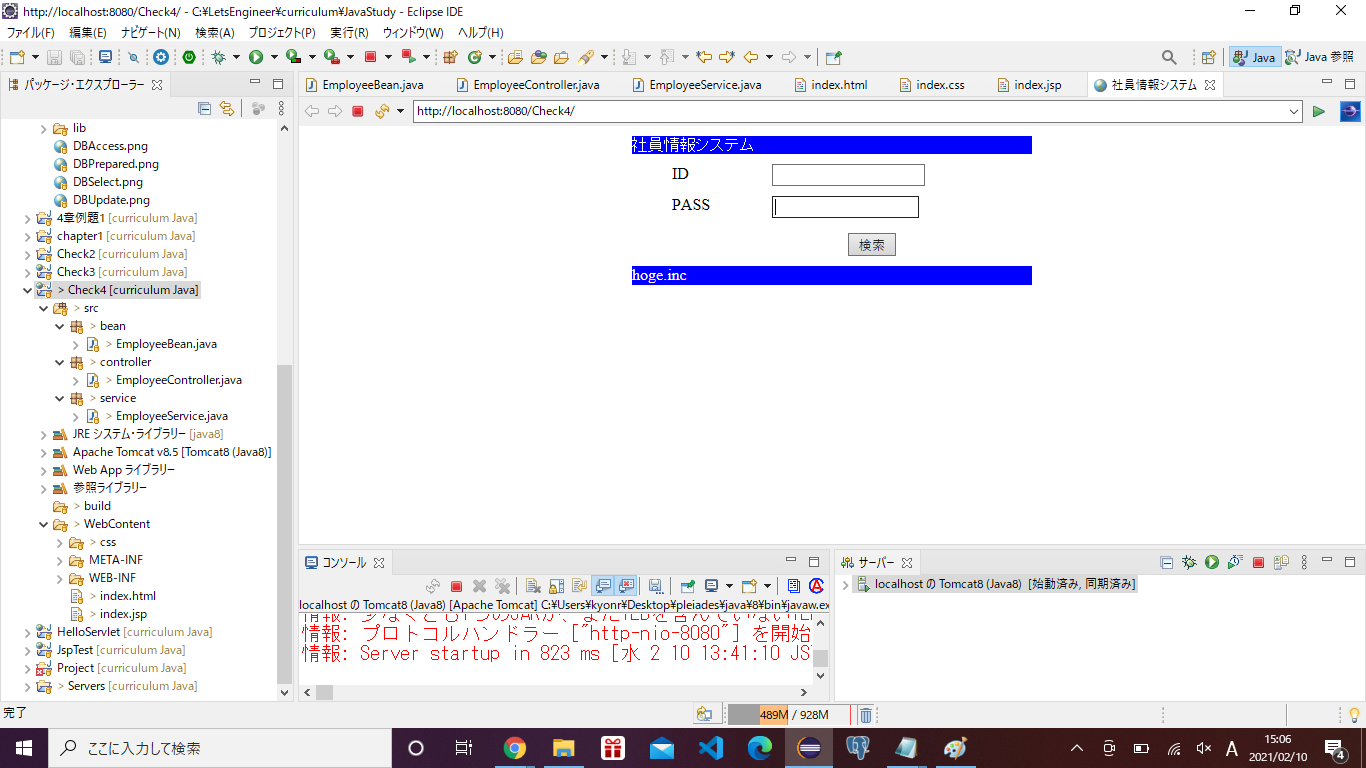 http://localhost:8080/Check4/ - C:¥LetsEngineer¥curriculum¥JavaStudy - Eclipse IDE
ファイル(F) 編集(E) ナビゲート(N) 検索(A) プロジェクト(P) 実行(R) ウィンドウ(W) ヘルプ(H)
Java Java 参照
パッケージ・エクスプローラー
lib
DBAccess.png
DBPrepared.png
DBSelect.png
DBUpdate.png
4章例題1 [curriculum Java]
chapter1 [curriculum Java]
Check2 [curriculum Java]
Check3 [curriculum Java]
> Check4 [curriculum Java]
> src
> bean
> EmployeeBean.java
> controller
> EmployeeController.java
> service
> EmployeeService.java
JRE システム・ライブラリー [java8]
Apache Tomcat v8.5 [Tomcat8 (Java8)]
Web App ライブラリー
参照ライブラリー
> build
> WebContent
> css
META-INF
WEB-INF
> index.html
> index.jsp
HelloServlet [curriculum Java]
JspTest [curriculum Java]
Project [curriculum Java]
> Servers [curriculum Java]
EmployeeBean.java EmployeeController.java EmployeeService.java index.html index.css index.jsp 社員情報システム
http://localhost:8080/Check4/
社員情報システム
ID
PASS
検索
hoge.inc
コンソール
localhost の Tomcat8 (Java8) [Apache Tomcat] C:¥Users¥kyonr¥Desktop¥pleiades¥java¥8¥bin¥javaw.ex
情報: プロトコルハンドラー ["http-nio-8080"] を開始
情報: Server startup in 823 ms [水 2 10 13:41:10 JS
サーバー
localhost の Tomcat8 (Java8) [始動済み, 同期済み]
完了
489M / 928M
ここに入力して検索
A
15:06
2021/02/10
4